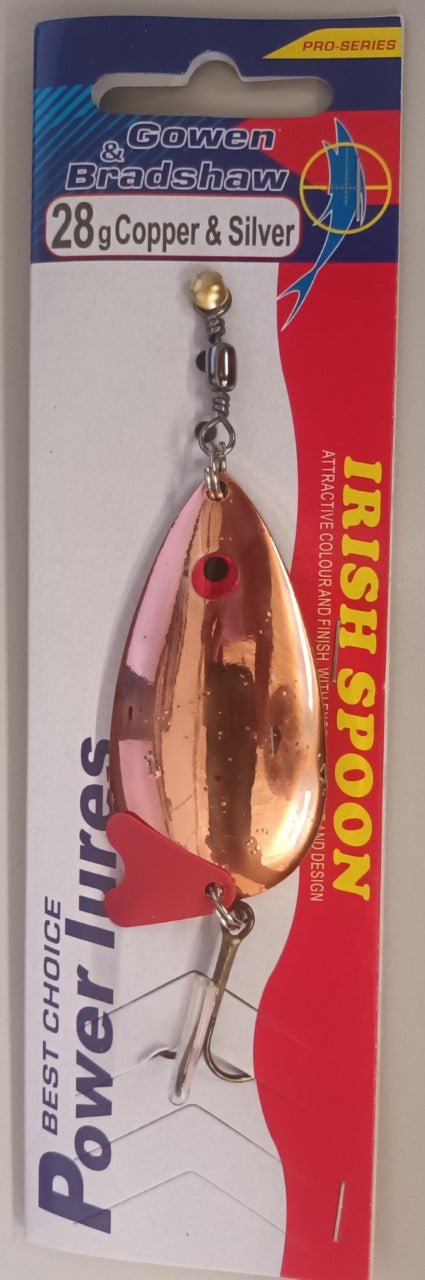 PRO-SERIES
Gowen
& Bradshaw
28g Copper & Silver
IRISH SPOON
ATTRACTIVE COLOUR AND FINISH, WITH
AND DESIGN
BEST CHOICE
Power lures